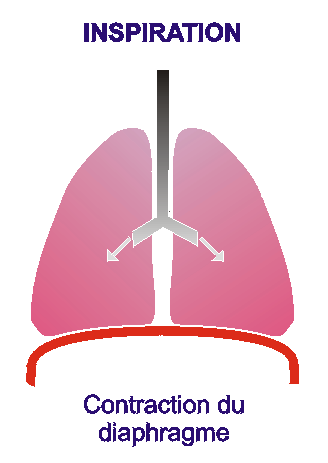 INSPIRATION
Contraction du
diaphragme